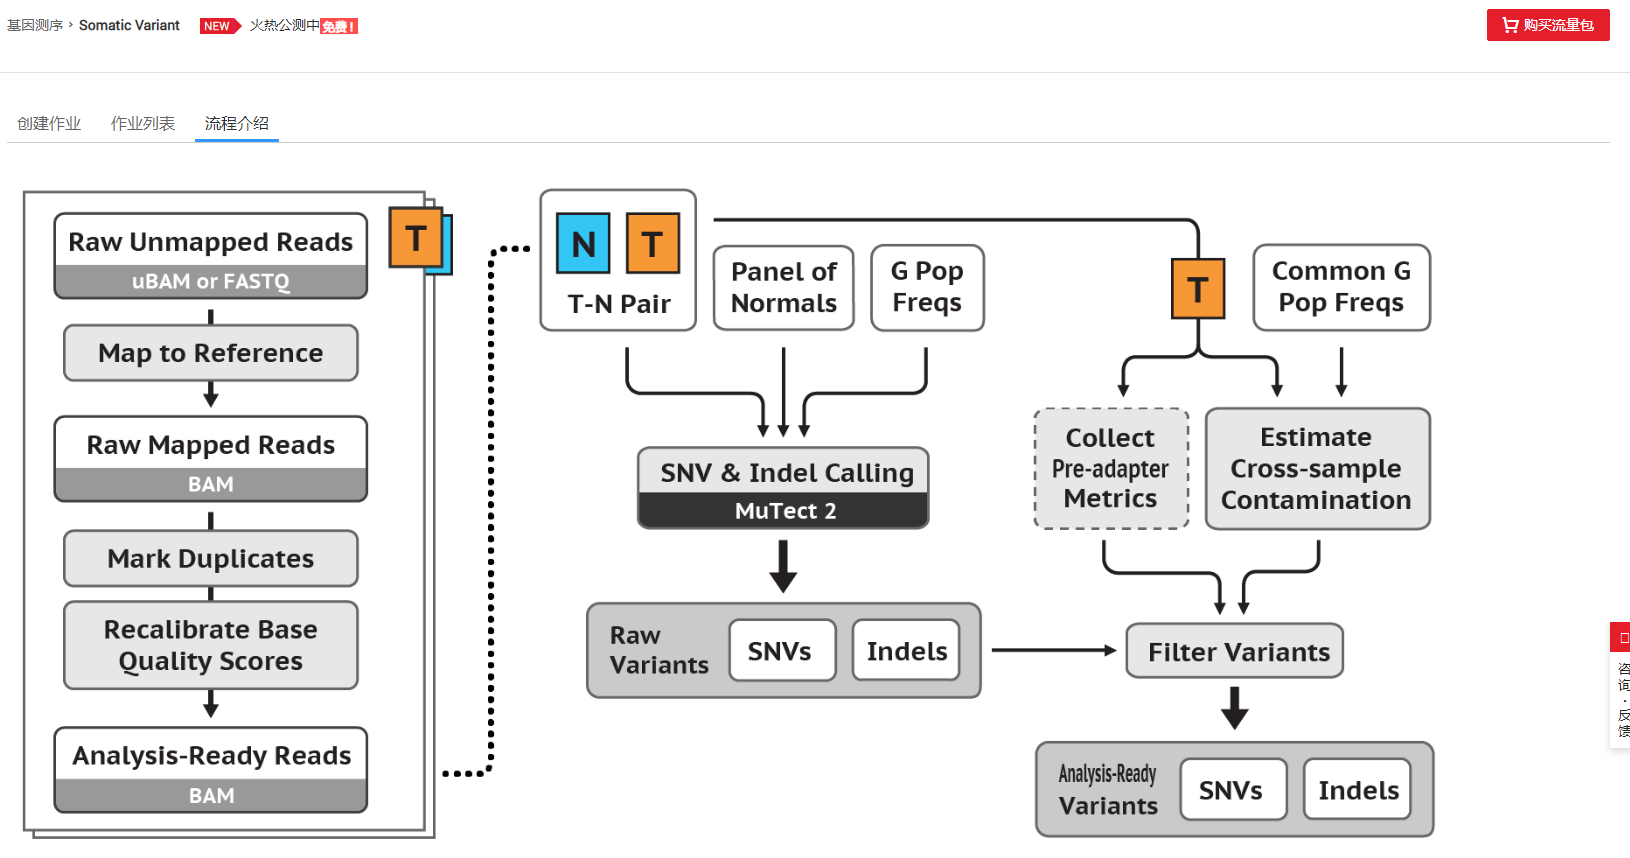 基因测序 › Somatic Variant NEW 火热公测中免费!
购买流量包
创建作业 作业列表 流程介绍
Raw Unmapped Reads
uBAM or FASTQ
T
Map to Reference
Raw Mapped Reads
BAM
Mark Duplicates
Recalibrate Base
Quality Scores
Analysis-Ready Reads
BAM
N T
T-N Pair
Panel of
Normals
G Pop
Freqs
SNV & Indel Calling
MuTect 2
Raw
Variants
SNVs
Indels
T
Common G
Pop Freqs
Collect
Pre-adapter
Metrics
Estimate
Cross-sample
Contamination
Filter Variants
Analysis-Ready
Variants
SNVs
Indels
咨
询
·
反
馈